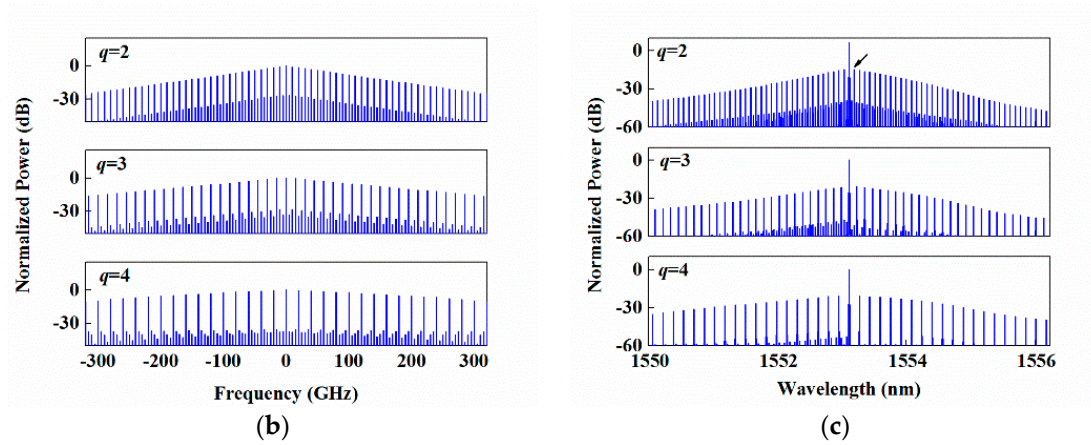 (b)
(c)
q=2
0
-30
q=3
0
-30
q=4
0
-30
Normalized Power (dB)
-300 -200 -100 0 100 200 300
Frequency (GHz)
(b)
q=2
0
-30
-60
q=3
0
-30
-60
q=4
0
-30
-60
Normalized Power (dB)
1550 1552 1554 1556
Wavelength (nm)
(c)